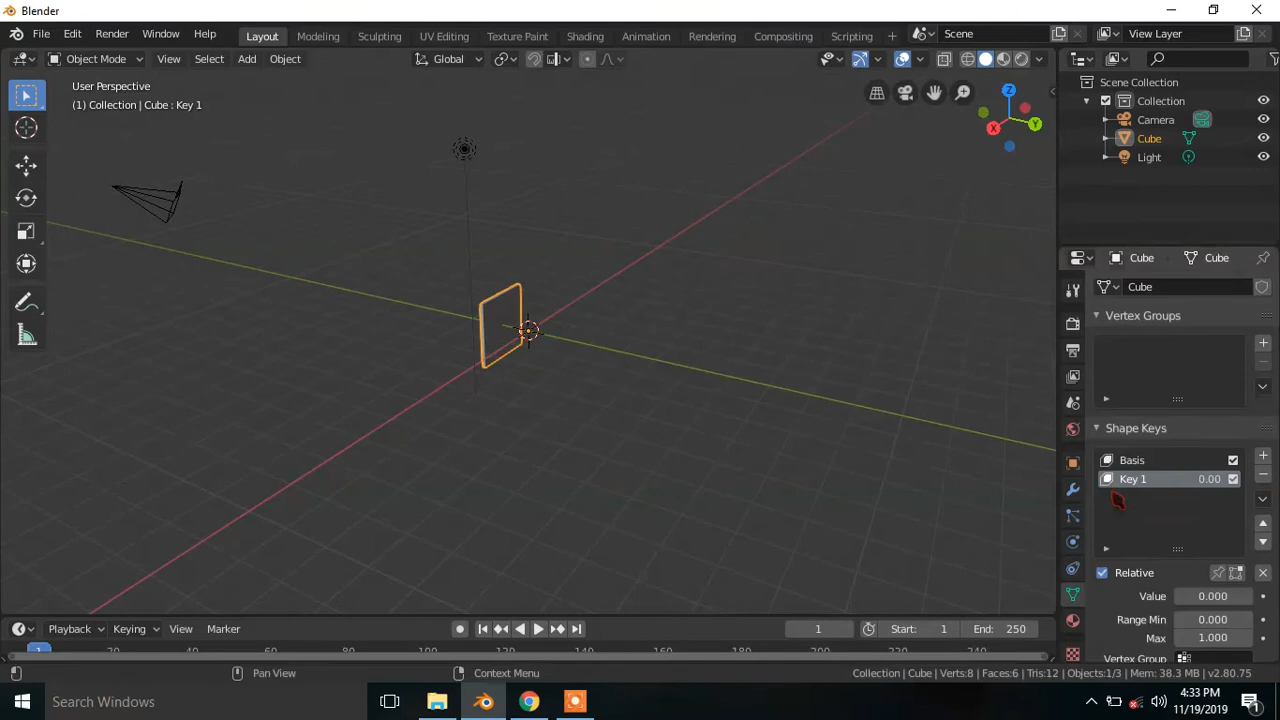 Blender
File Edit Render Window Help Layout Modeling Sculpting UV Editing Texture Paint Shading Animation Rendering Compositing Scripting + Scene View Layer
Object Mode View Select Add Object Global
User Perspective
(1) Collection | Cube : Key 1
Z
X Y
Scene Collection
Collection
Camera
Cube
Light
Cube Cube
Cube
Vertex Groups
Shape Keys
Basis
Key 1 0.00
Relative
Value 0.000
Range Min 0.000
Max 1.000
Vertex Group
Playback Keying View Marker 1 Start: 1 End: 250
1 20 60 80 100 120 140 160 180 200 220 240
Pan View Context Menu Collection | Cube | Verts:8 | Faces:6 | Tris:12 | Objects:1/3 | Mem: 38.3 MB | v2.80.75
Search Windows
4:33 PM
11/19/2019
1